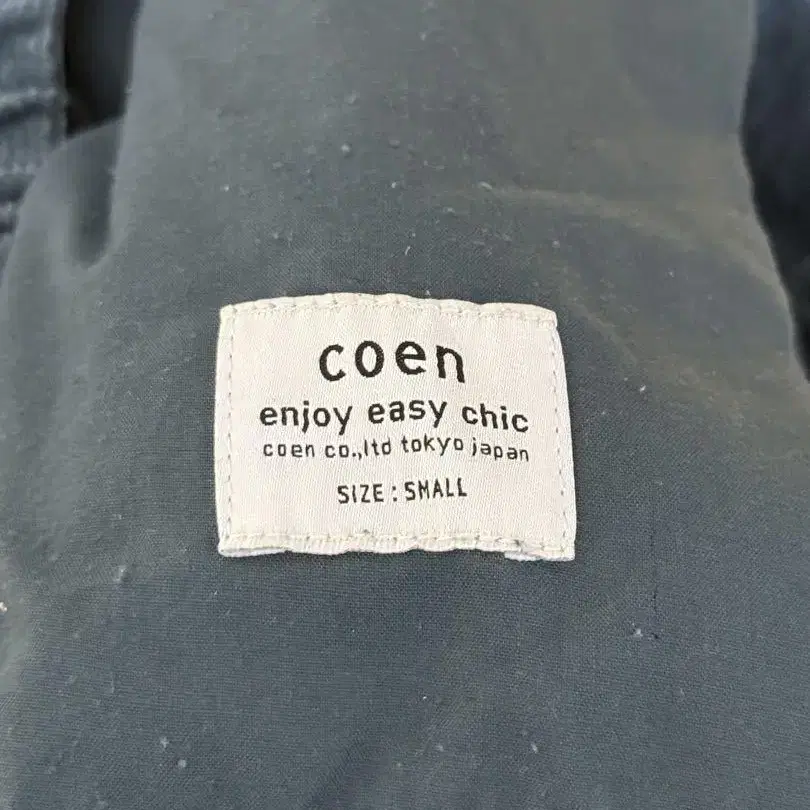 coen
enjoy easy chic
coen co.,ltd tokyo japan
SIZE : SMALL